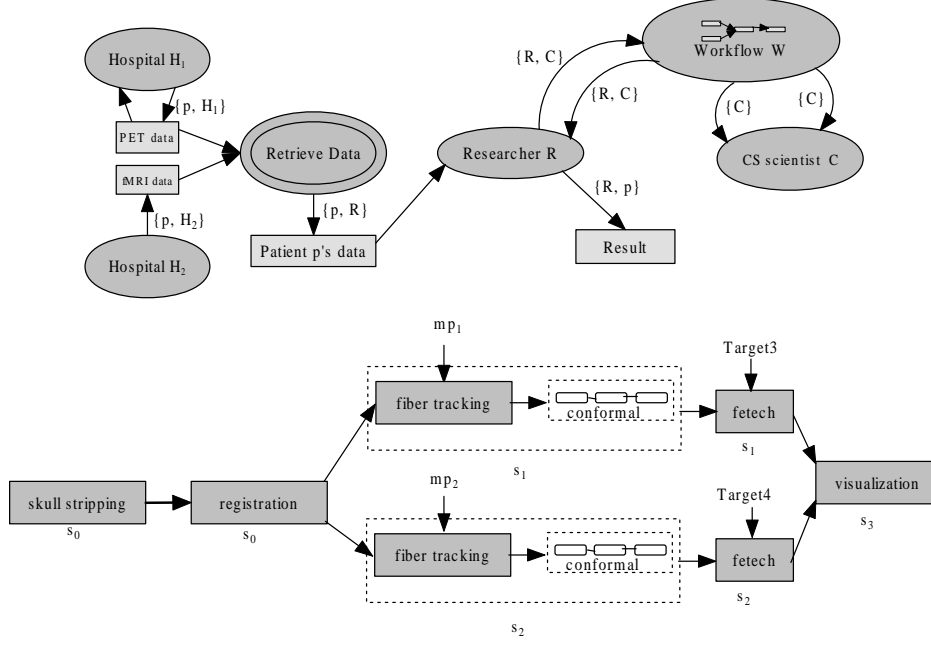 Hospital H₁
{p, H₁}
PET data
fMRI data
{p, H₂}
Hospital H₂
Retrieve Data
{p, R}
Patient p's data
Researcher R
{R, C}
{R, C}
Workflow W
{C}
{C}
CS scientist C
{R, p}
Result
mp₁
fiber tracking
conformal
s₁
Target3
fetech
s₁
skull stripping
s₀
registration
s₀
mp₂
fiber tracking
conformal
s₂
Target4
fetech
s₂
visualization
s₃